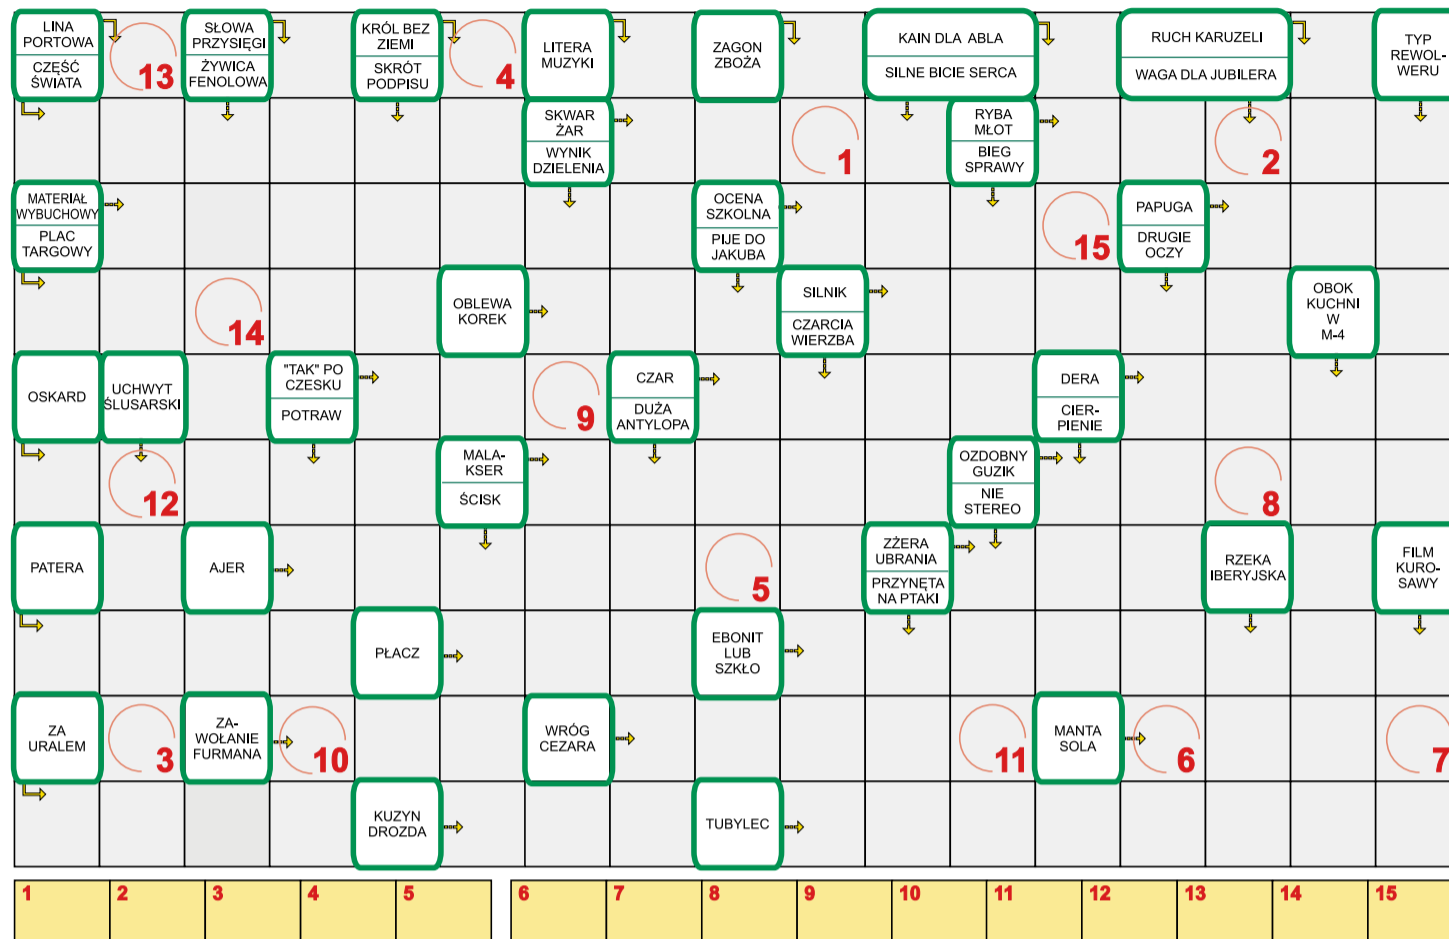 LINA
PORTOWA
CZĘŚĆ
ŚWIATA
13
SŁOWA
PRZYSIĘGI
ŻYWICA
FENOLOWA
KRÓL BEZ
ZIEMI
SKRÓT
PODPISU
4
LITERA
MUZYKI
ZAGON
ZBOŻA
KAIN DLA ABLA
SILNE BICIE SERCA
RUCH KARUZELI
WAGA DLA JUBILERA
TYP
REWOL-
WERU
SKWAR
ŻAR
WYNIK
DZIELENIA
1
RYBA
MŁOT
BIEG
SPRAWY
2
MATERIAŁ
WYBUCHOWY
PLAC
TARGOWY
OCENA
SZKOLNA
PIJE DO
JAKUBA
15
PAPUGA
DRUGIE
OCZY
14
OBLEWA
KOREK
SILNIK
CZARCIA
WIERZBA
OBOK
KUCHNI
W
M-4
OSKARD
UCHWYT
ŚLUSARSKI
"TAK" PO
CZESKU
POTRAW
9
CZAR
DUŻA
ANTYLOPA
DERA
CIER-
PIENIE
12
MALA-
KSER
ŚCISK
OZDOBNY
GUZIK
NIE
STEREO
8
PATERA
AJER
5
ZŻERA
UBRANIA
PRZYNĘTA
NA PTAKI
RZEKA
IBERYJSKA
FILM
KURO-
SAWY
PŁACZ
EBONIT
LUB
SZKŁO
ZA
URALEM
3
ZA-
WOŁANIE
FURMANA
10
WRÓG
CEZARA
11
MANTA
SOLA
6
7
KUZYN
DROZDA
TUBYLEC
1 2 3 4 5 6 7 8 9 10 11 12 13 14 15